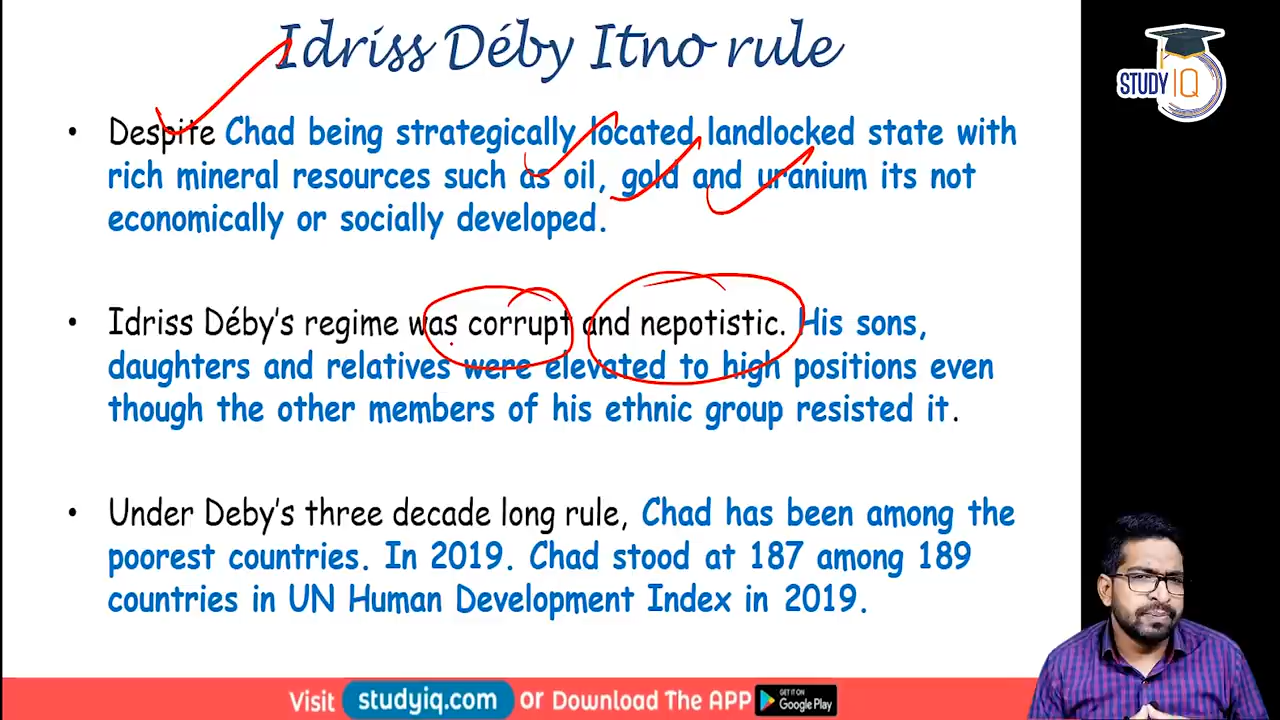 Idriss Déby Itno rule
STUDY IQ
• Despite Chad being strategically located landlocked state with
rich mineral resources such as oil, gold and uranium its not
economically or socially developed.
• Idriss Déby's regime was corrupt and nepotistic. His sons,
daughters and relatives were elevated to high positions even
though the other members of his ethnic group resisted it.
• Under Deby's three decade long rule, Chad has been among the
poorest countries. In 2019. Chad stood at 187 among 189
countries in UN Human Development Index in 2019.
Visit studyiq.com or Download The APP GET IT ON Google Play